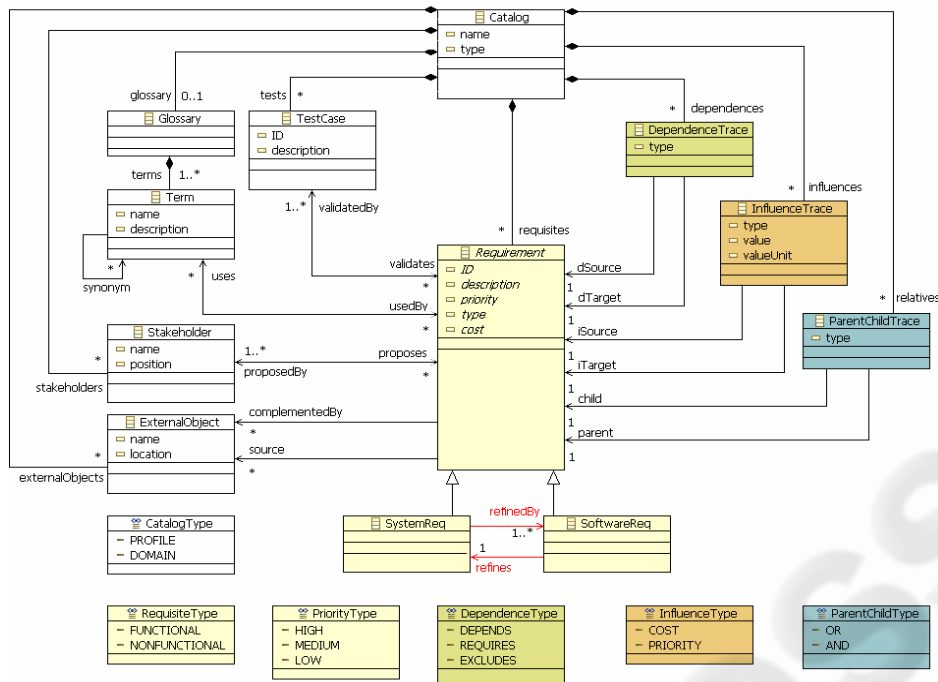 Catalog
name
type
glossary 0..1
tests *
* dependences
Glossary
TestCase
ID
description
DependenceTrace
type
terms 1..*
* influences
Term
name
description
1..* validatedBy
InfluenceTrace
type
value
valueUnit
* requisites
* synonym
* uses
validates *
Requirement
ID
description
priority
type
cost
dSource 1
dTarget 1
* relatives
usedBy *
iSource 1
ParentChildTrace
type
Stakeholder
name
position
* stakeholders
1..* proposedBy
proposes *
iTarget 1
child 1
ExternalObject
name
location
* externalObjects
complementedBy *
source *
parent 1
SystemReq
refinedBy 1..*
1 refines
SoftwareReq
CatalogType
PROFILE
DOMAIN
RequisiteType
FUNCTIONAL
NONFUNCTIONAL
PriorityType
HIGH
MEDIUM
LOW
DependenceType
DEPENDS
REQUIRES
EXCLUDES
InfluenceType
COST
PRIORITY
ParentChildType
OR
AND